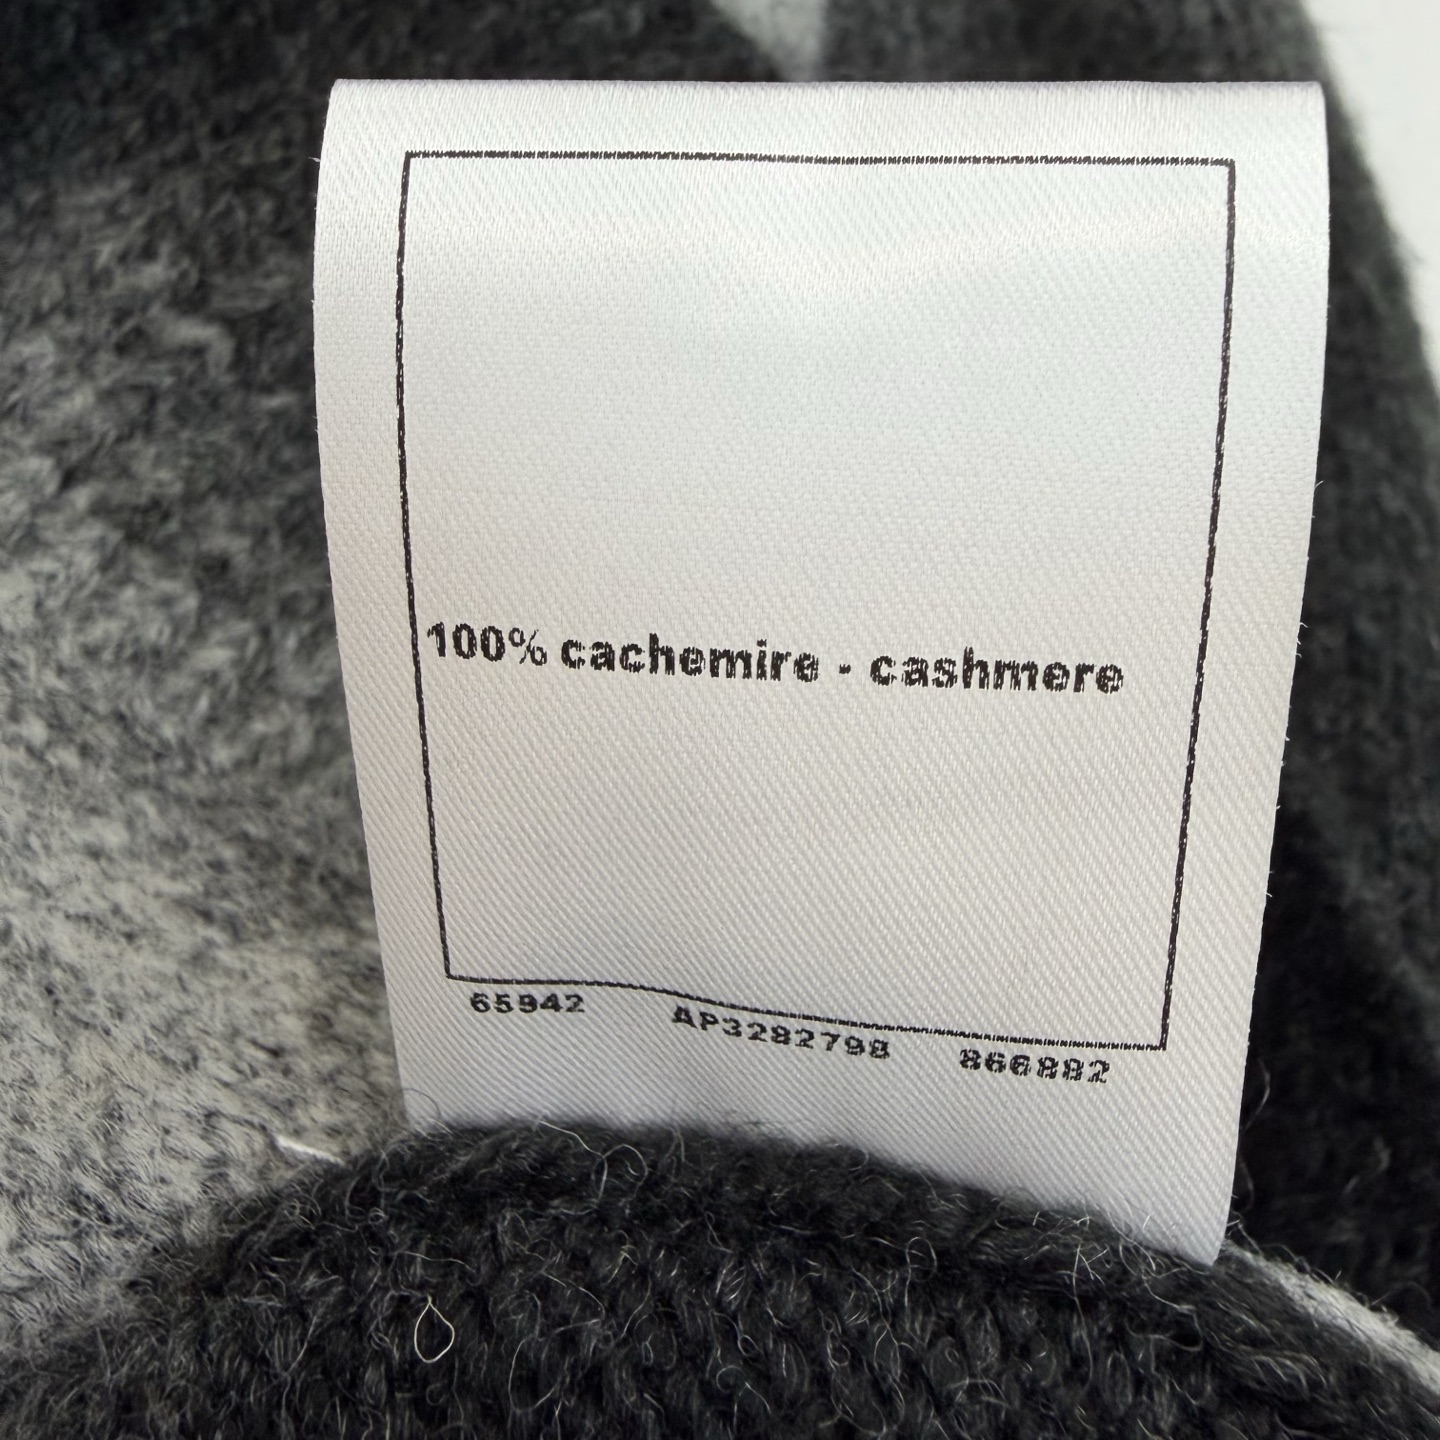 100% cachemire - cashmere
65942 AP3282798 866882